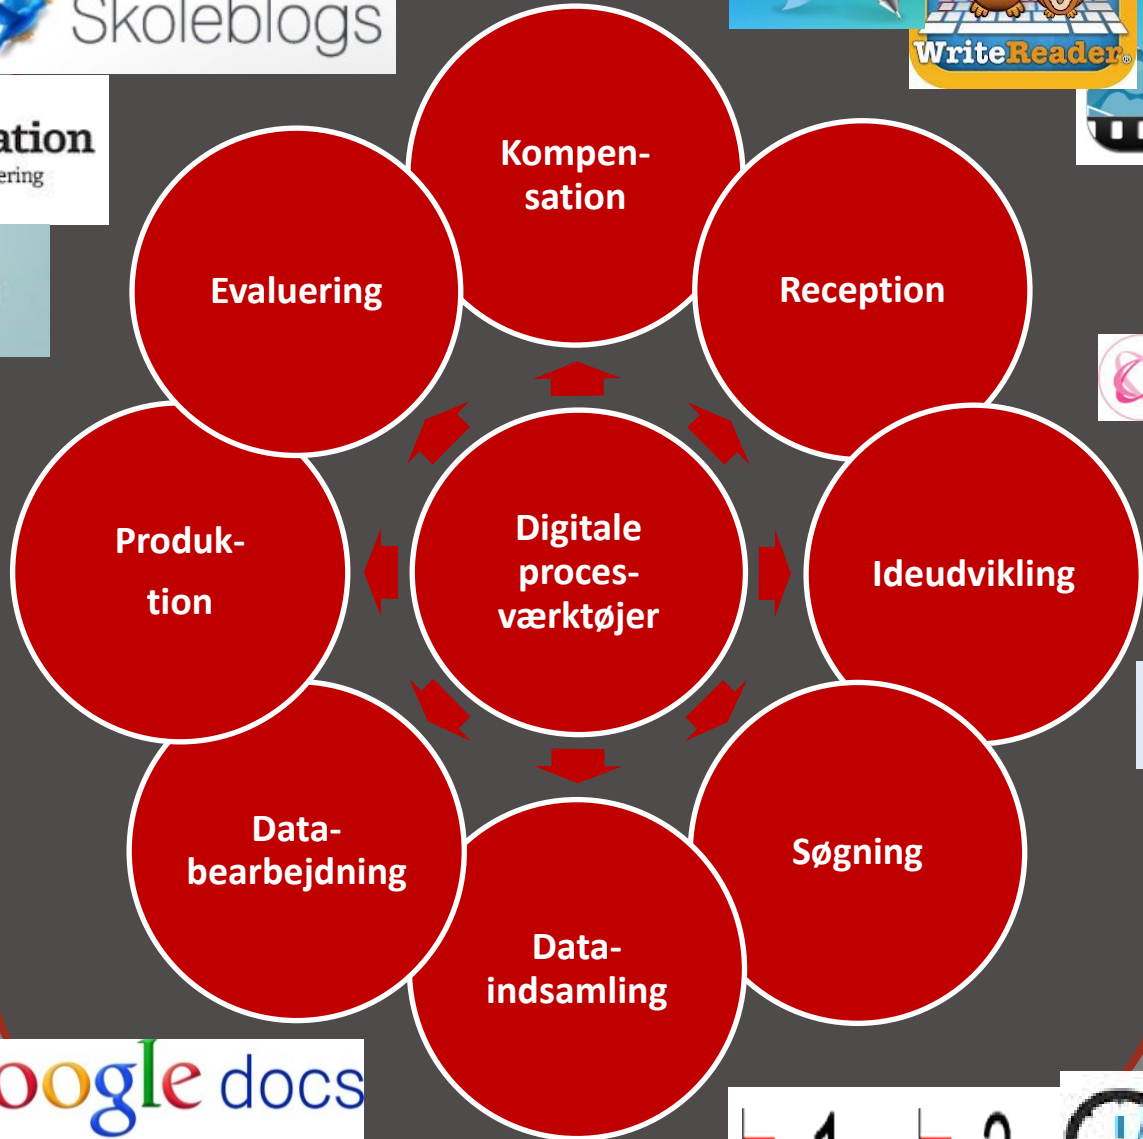 Skoleblogs
WriteReader
ation
ering
Kompen-
sation
Evaluering
Reception
Produk-
tion
Digitale
proces-
værktøjer
Ideudvikling
Data-
bearbejdning
Søgning
Data-
indsamling
oogle docs